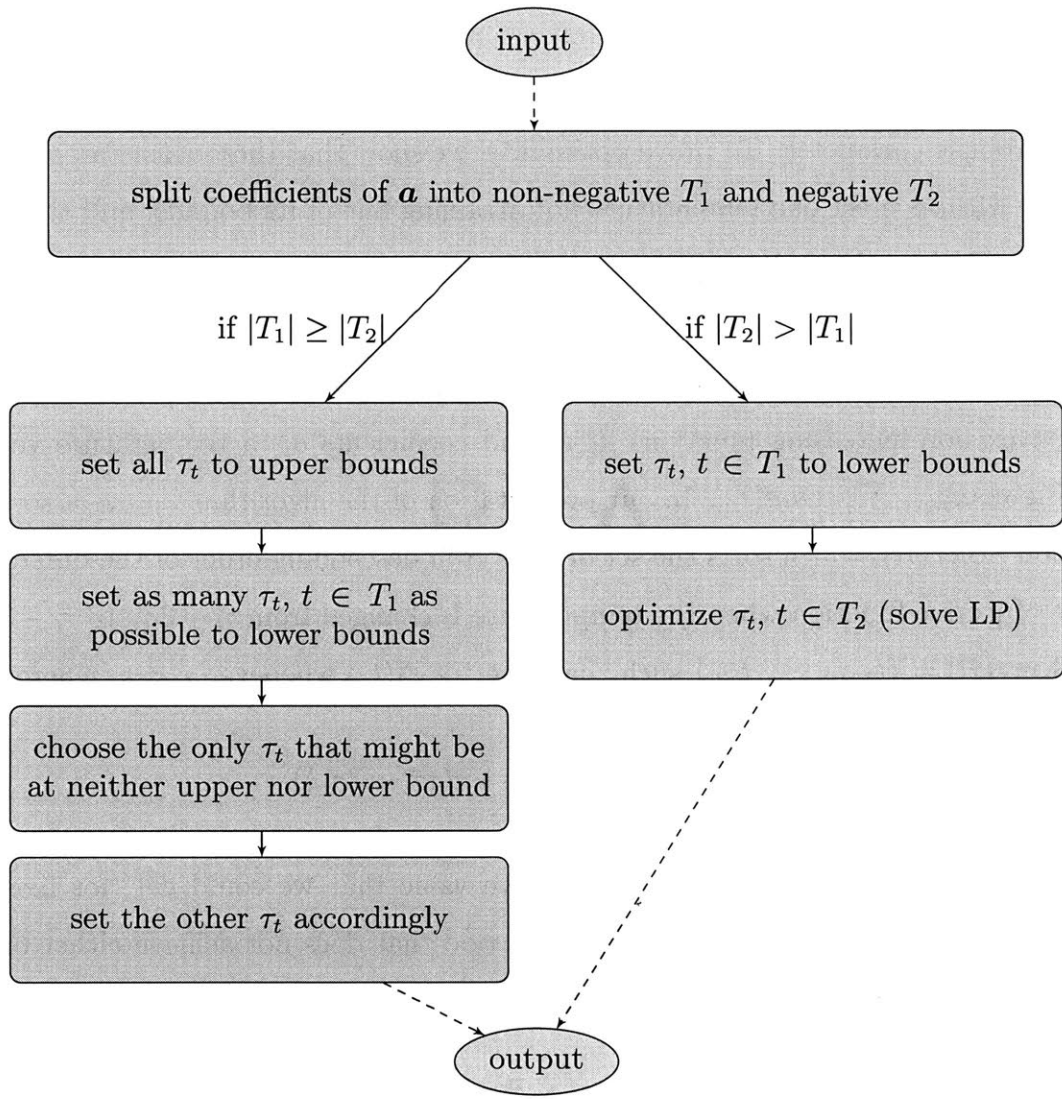 input
split coefficients of a into non-negative T₁ and negative T₂
if |T₁| ≥ |T₂|
if |T₂| > |T₁|
set all τₜ to upper bounds
set as many τₜ, t ∈ T₁ as
possible to lower bounds
choose the only τₜ that might be
at neither upper nor lower bound
set the other τₜ accordingly
set τₜ, t ∈ T₁ to lower bounds
optimize τₜ, t ∈ T₂ (solve LP)
output